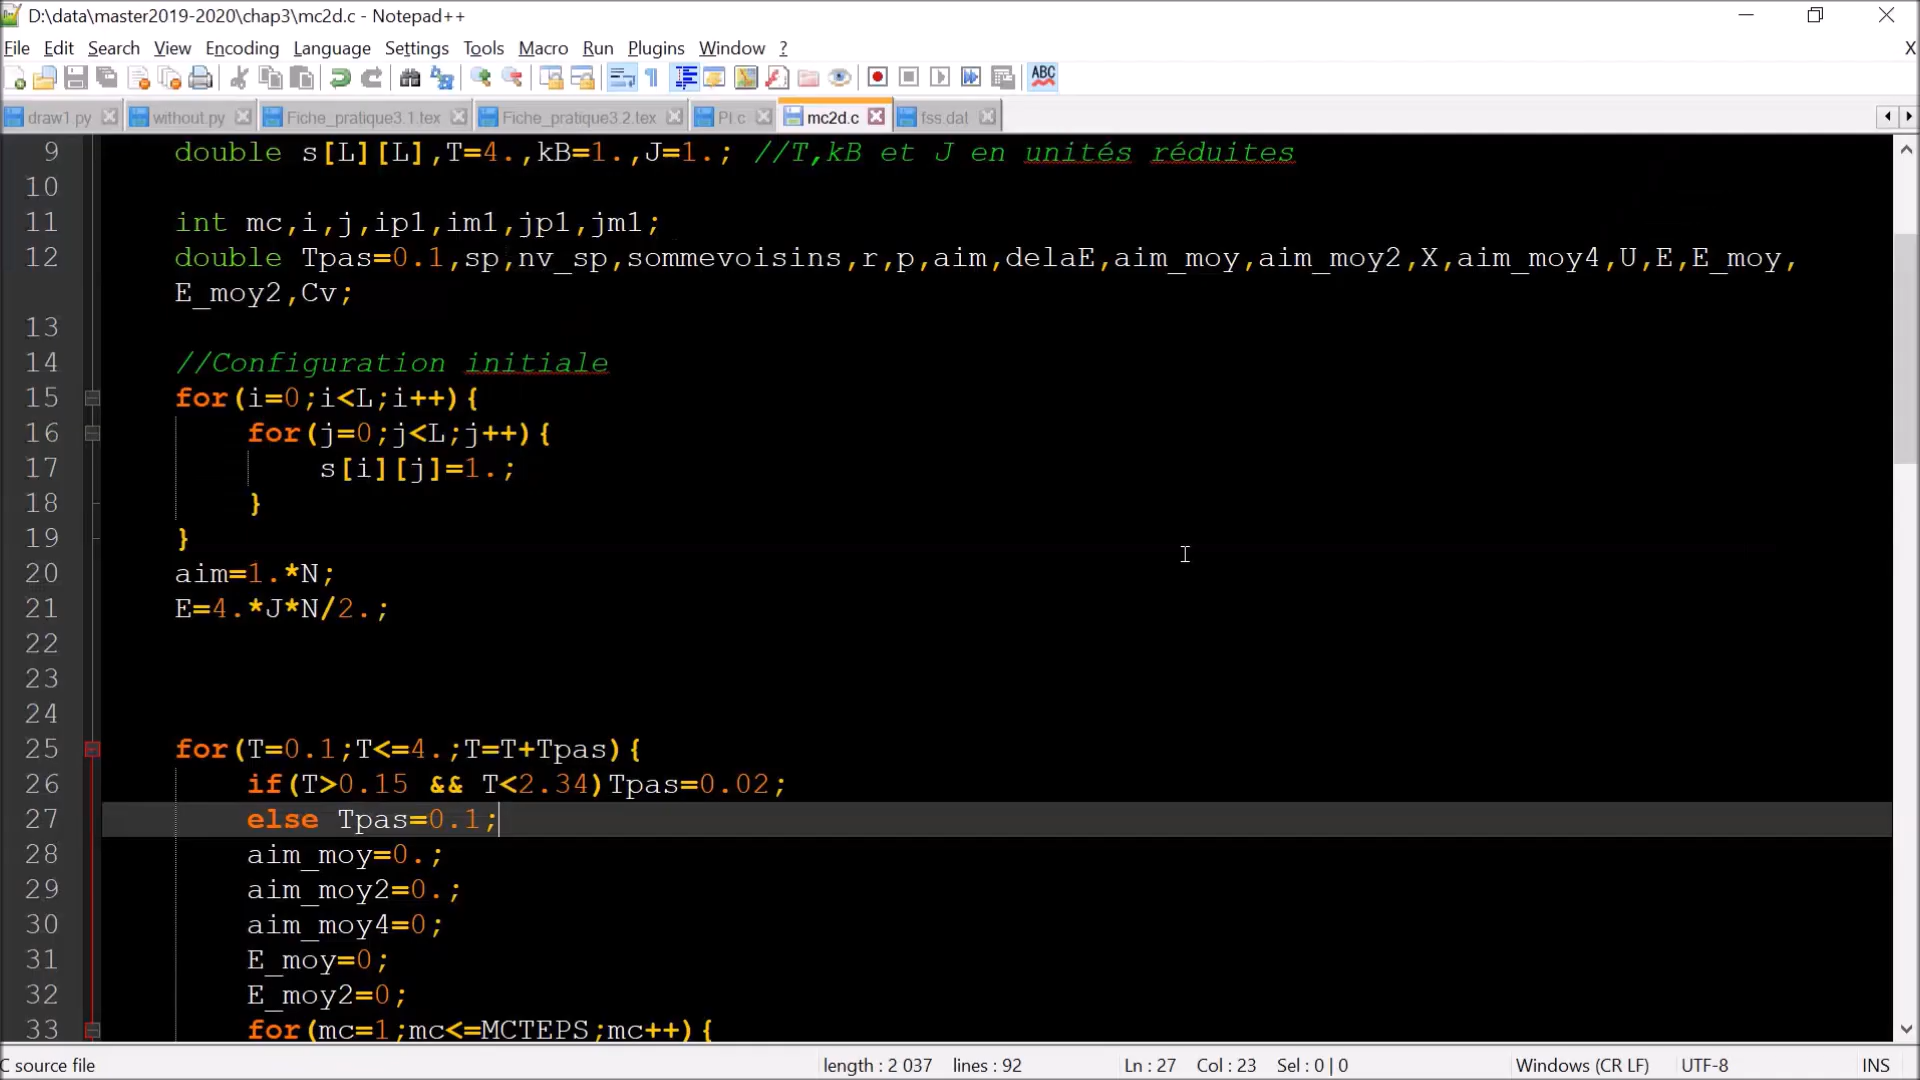 D:\data\master2019-2020\chap3\mc2d.c - Notepad++
File Edit Search View Encoding Language Settings Tools Macro Run Plugins Window ? X
ABC
draw1.py without.py Fiche_pratique3.1.tex Fiche_pratique3.2.tex PI.c mc2d.c fss.dat
9 double s[L][L],T=4.,kB=1.,J=1.; //T,kB et J en unités réduites
10
11 int mc,i,j,ip1,im1,jp1,jm1;
12 double Tpas=0.1,sp,nv_sp,sommevoisins,r,p,aim,delaE,aim_moy,aim_moy2,X,aim_moy4,U,E,E_moy,
E_moy2,Cv;
13
14 //Configuration initiale
15 for(i=0;i<L;i++){
16 for(j=0;j<L;j++){
17 s[i][j]=1.;
18 }
19 }
20 aim=1.*N;
21 E=4.*J*N/2.;
22
23
24
25 for(T=0.1;T<=4.;T=T+Tpas){
26 if(T>0.15 && T<2.34)Tpas=0.02;
27 else Tpas=0.1;
28 aim_moy=0.;
29 aim_moy2=0.;
30 aim_moy4=0;
31 E_moy=0;
32 E_moy2=0;
33 for(mc=1;mc<=MCTEPS;mc++){
C source file length : 2 037 lines : 92 Ln : 27 Col : 23 Sel : 0 | 0 Windows (CR LF) UTF-8 INS